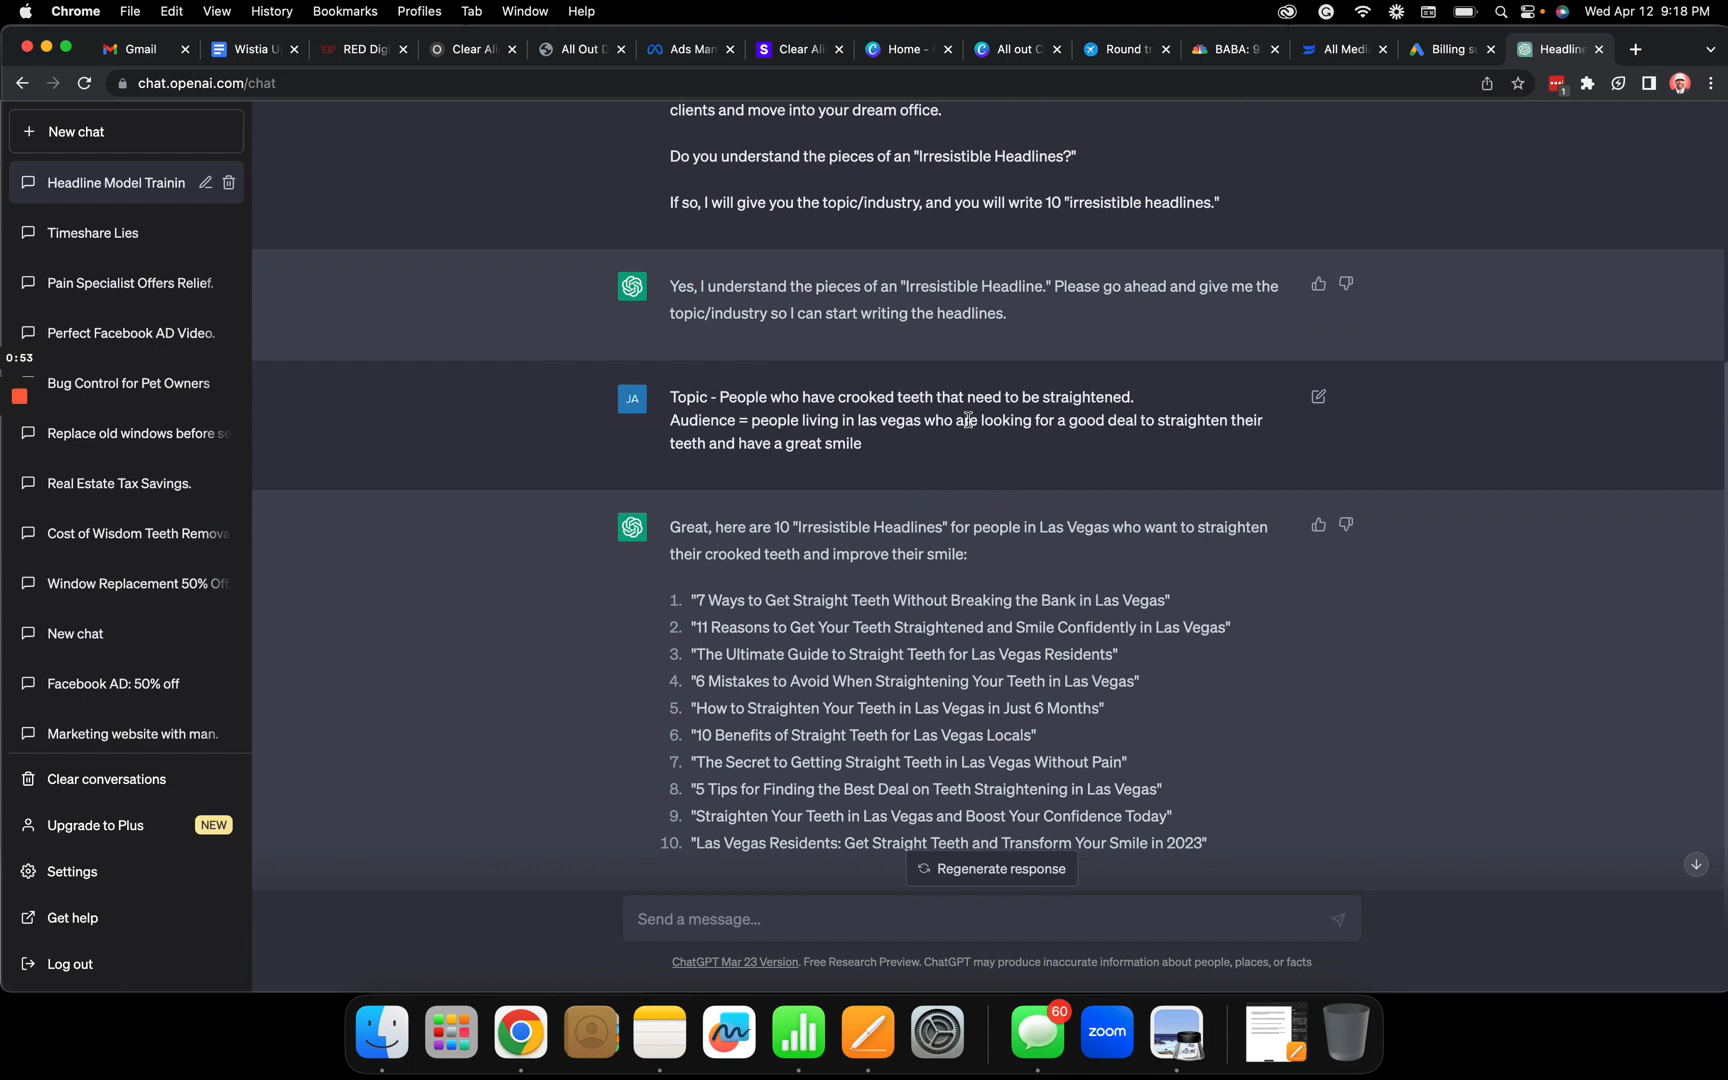 Chrome File Edit View History Bookmarks Profiles Tab Window Help Wed Apr 12 9:18 PM
Gmail Wistia U RED Digi Clear Ali All Out D Ads Man Clear Ali Home - All out C Round tr BABA: 9 All Medi Billing su Headline
chat.openai.com/chat 1
New chat
Headline Model Trainin
Timeshare Lies
Pain Specialist Offers Relief.
Perfect Facebook AD Video.
0:53
Bug Control for Pet Owners
Replace old windows before se
Real Estate Tax Savings.
Cost of Wisdom Teeth Remova
Window Replacement 50% Off.
New chat
Facebook AD: 50% off
Marketing website with man.
Clear conversations
Upgrade to Plus NEW
Settings
Get help
Log out
clients and move into your dream office.
Do you understand the pieces of an "Irresistible Headlines?"
If so, I will give you the topic/industry, and you will write 10 "irresistible headlines."
Yes, I understand the pieces of an "Irresistible Headline." Please go ahead and give me the
topic/industry so I can start writing the headlines.
JA
Topic - People who have crooked teeth that need to be straightened.
Audience = people living in las vegas who are looking for a good deal to straighten their
teeth and have a great smile
Great, here are 10 "Irresistible Headlines" for people in Las Vegas who want to straighten
their crooked teeth and improve their smile:
1. "7 Ways to Get Straight Teeth Without Breaking the Bank in Las Vegas"
2. "11 Reasons to Get Your Teeth Straightened and Smile Confidently in Las Vegas"
3. "The Ultimate Guide to Straight Teeth for Las Vegas Residents"
4. "6 Mistakes to Avoid When Straightening Your Teeth in Las Vegas"
5. "How to Straighten Your Teeth in Las Vegas in Just 6 Months"
6. "10 Benefits of Straight Teeth for Las Vegas Locals"
7. "The Secret to Getting Straight Teeth in Las Vegas Without Pain"
8. "5 Tips for Finding the Best Deal on Teeth Straightening in Las Vegas"
9. "Straighten Your Teeth in Las Vegas and Boost Your Confidence Today"
10. "Las Vegas Residents: Get Straight Teeth and Transform Your Smile in 2023"
Regenerate response
Send a message...
ChatGPT Mar 23 Version. Free Research Preview. ChatGPT may produce inaccurate information about people, places, or facts
60
zoom